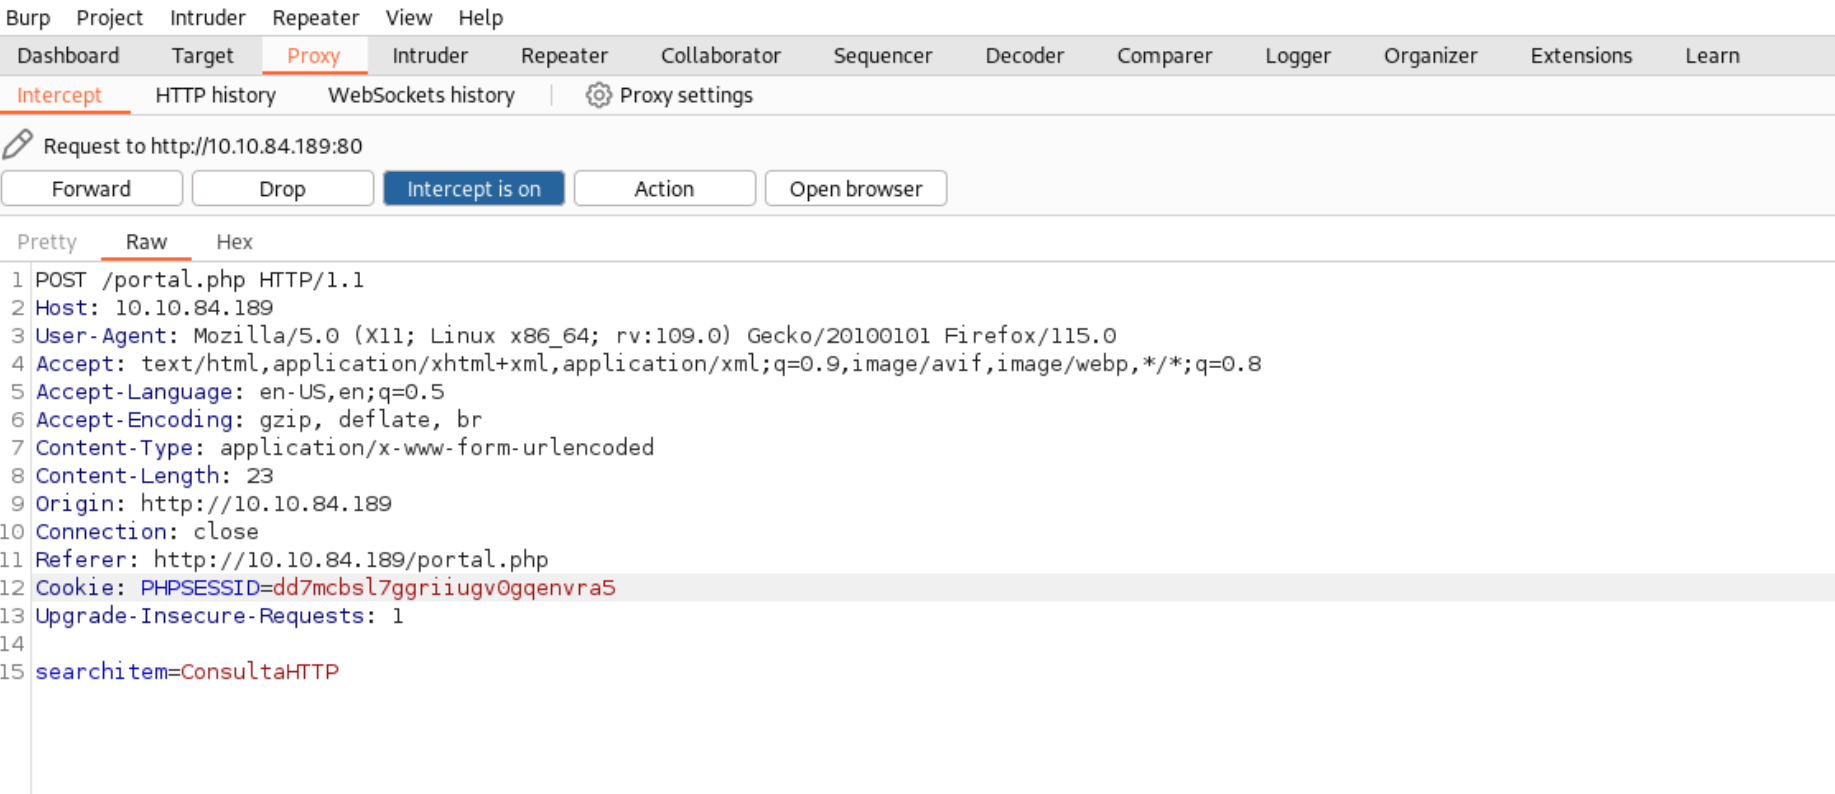 Burp Project Intruder Repeater View Help
Dashboard Target Proxy Intruder Repeater Collaborator Sequencer Decoder Comparer Logger Organizer Extensions Learn
Intercept HTTP history WebSockets history Proxy settings
Request to http://10.10.84.189:80
Forward Drop Intercept is on Action Open browser
Pretty Raw Hex
1 POST /portal.php HTTP/1.1
2 Host: 10.10.84.189
3 User-Agent: Mozilla/5.0 (X11; Linux x86_64; rv:109.0) Gecko/20100101 Firefox/115.0
4 Accept: text/html,application/xhtml+xml,application/xml;q=0.9,image/avif,image/webp,*/*;q=0.8
5 Accept-Language: en-US,en;q=0.5
6 Accept-Encoding: gzip, deflate, br
7 Content-Type: application/x-www-form-urlencoded
8 Content-Length: 23
9 Origin: http://10.10.84.189
10 Connection: close
11 Referer: http://10.10.84.189/portal.php
12 Cookie: PHPSESSID=dd7mcbsl7ggriiugv0gqenvra5
13 Upgrade-Insecure-Requests: 1
14
15 searchitem=ConsultaHTTP